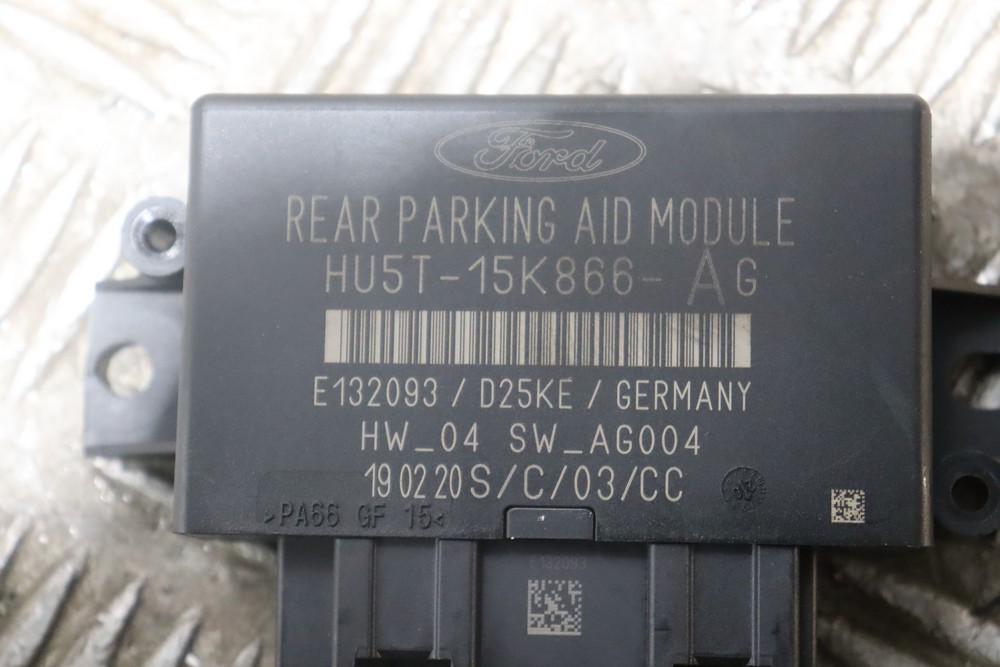 Ford
REAR PARKING AID MODULE
HU5T-15K866-AG
E132093 / D25KE / GERMANY
HW_04 SW_AG004
19 02 20 S/C/03/CC
>PA66 GF 15<
E132093